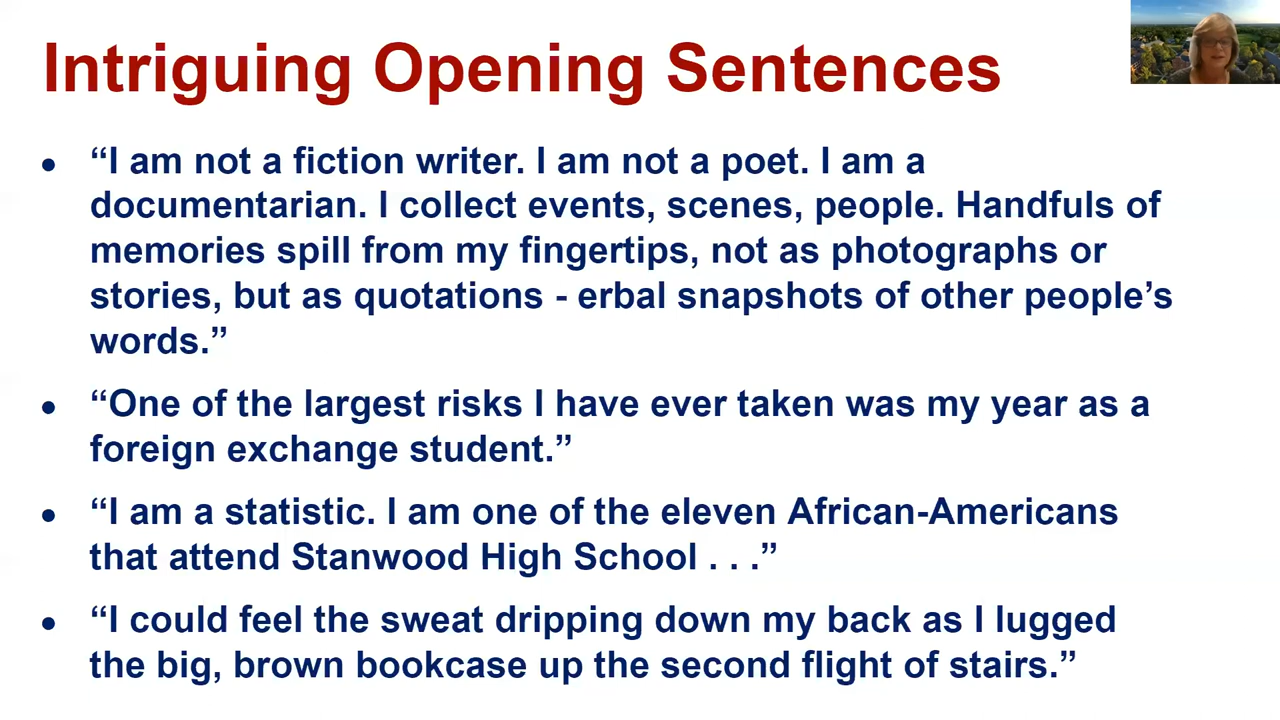 Intriguing Opening Sentences
● “I am not a fiction writer. I am not a poet. I am a
documentarian. I collect events, scenes, people. Handfuls of
memories spill from my fingertips, not as photographs or
stories, but as quotations - erbal snapshots of other people’s
words.”
● “One of the largest risks I have ever taken was my year as a
foreign exchange student.”
● “I am a statistic. I am one of the eleven African-Americans
that attend Stanwood High School . . .”
● “I could feel the sweat dripping down my back as I lugged
the big, brown bookcase up the second flight of stairs.”